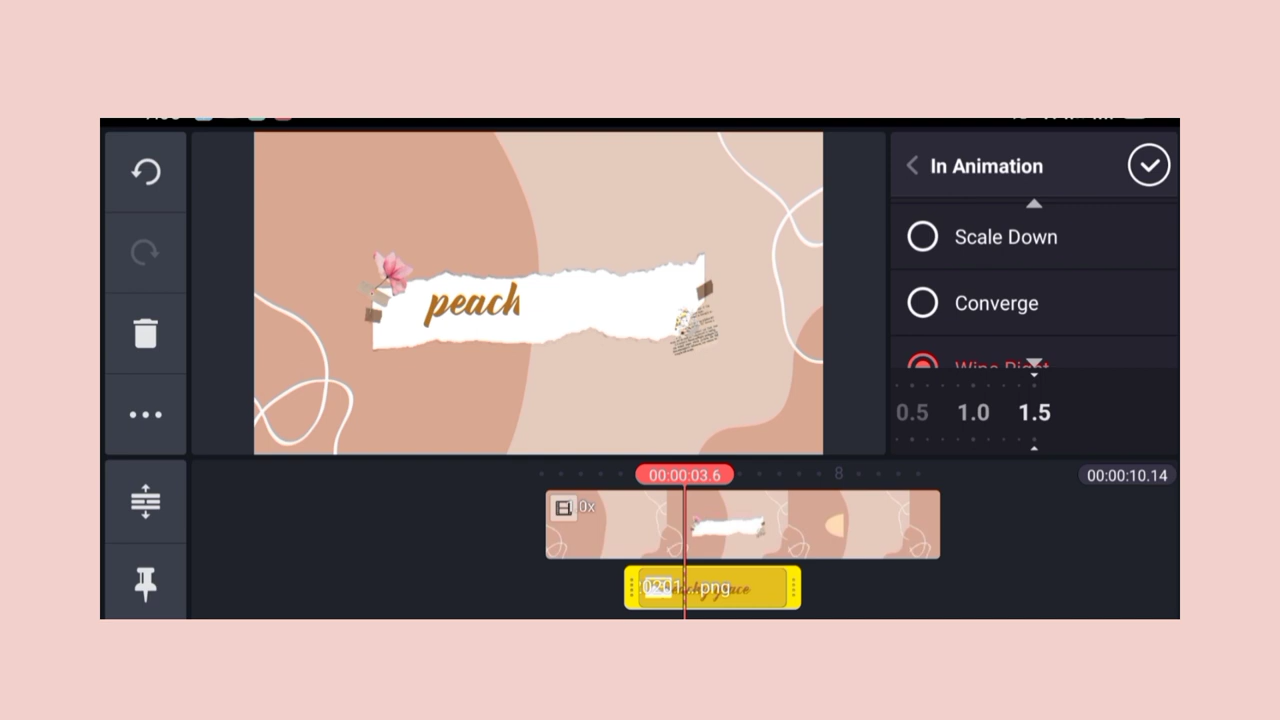 In Animation
Scale Down
Converge
Wipe Right
0.5 1.0 1.5
peach
00:00:03.6
8
00:00:10.14
0x
png